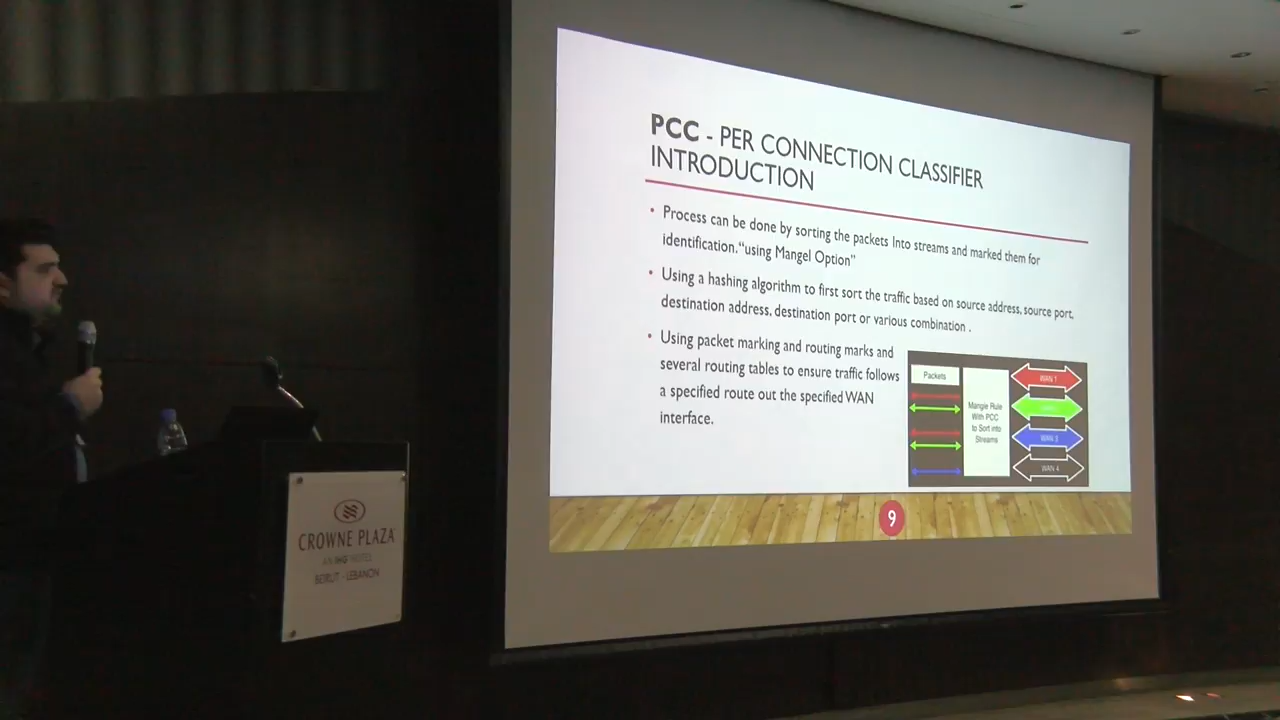 PCC - PER CONNECTION CLASSIFIER
INTRODUCTION
• Process can be done by sorting the packets Into streams and marked them for
identification."using Mangel Option"
• Using a hashing algorithm to first sort the traffic based on source address, source port,
destination address, destination port or various combination .
• Using packet marking and routing marks and
several routing tables to ensure traffic follows
a specified route out the specified WAN
interface.
Packets
Mangle Rule
With PCC
to Sort into
Streams
WAN 1
WAN 3
WAN 4
9
CROWNE PLAZA
AN IHG HOTEL
BEIRUT - LEBANON